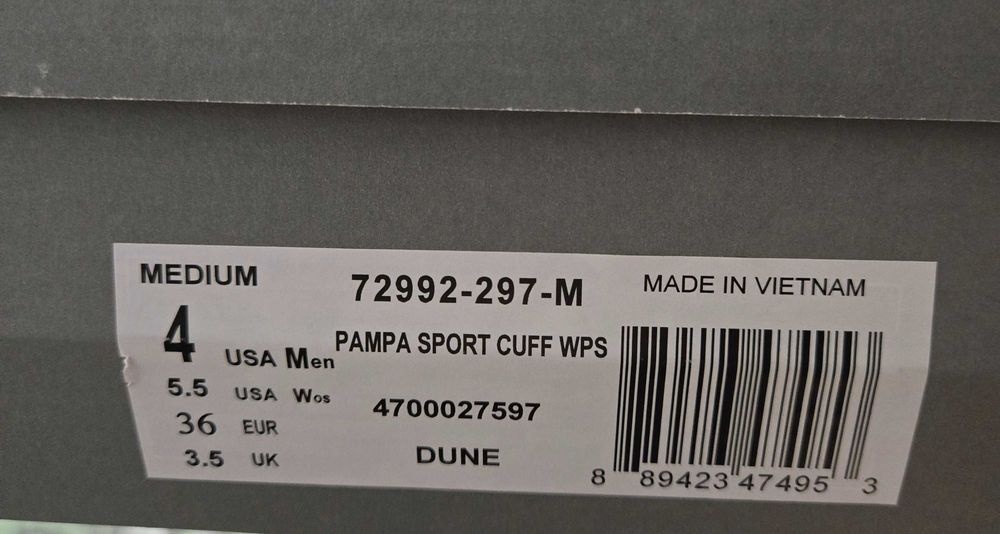 MEDIUM
4 USA Men
5.5 USA Wos
36 EUR
3.5 UK
72992-297-M
PAMPA SPORT CUFF WPS
4700027597
DUNE
MADE IN VIETNAM
8 89423 47495 3